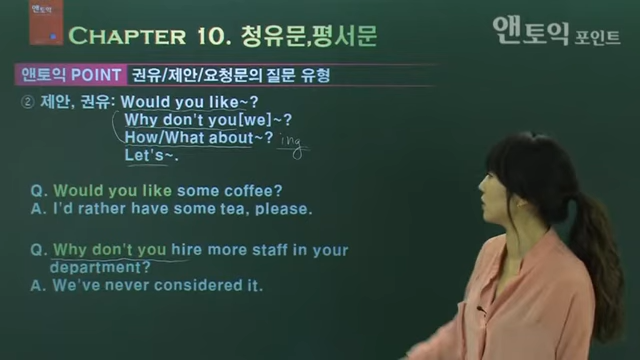 앤토익
CHAPTER 10. 청유문,평서문
앤토익 포인트
앤토익 POINT 권유/제안/요청문의 질문 유형
② 제안, 권유: Would you like~?
Why don't you[we]~?
How/What about~? ing
Let's~.
Q. Would you like some coffee?
A. I'd rather have some tea, please.
Q. Why don't you hire more staff in your
department?
A. We've never considered it.